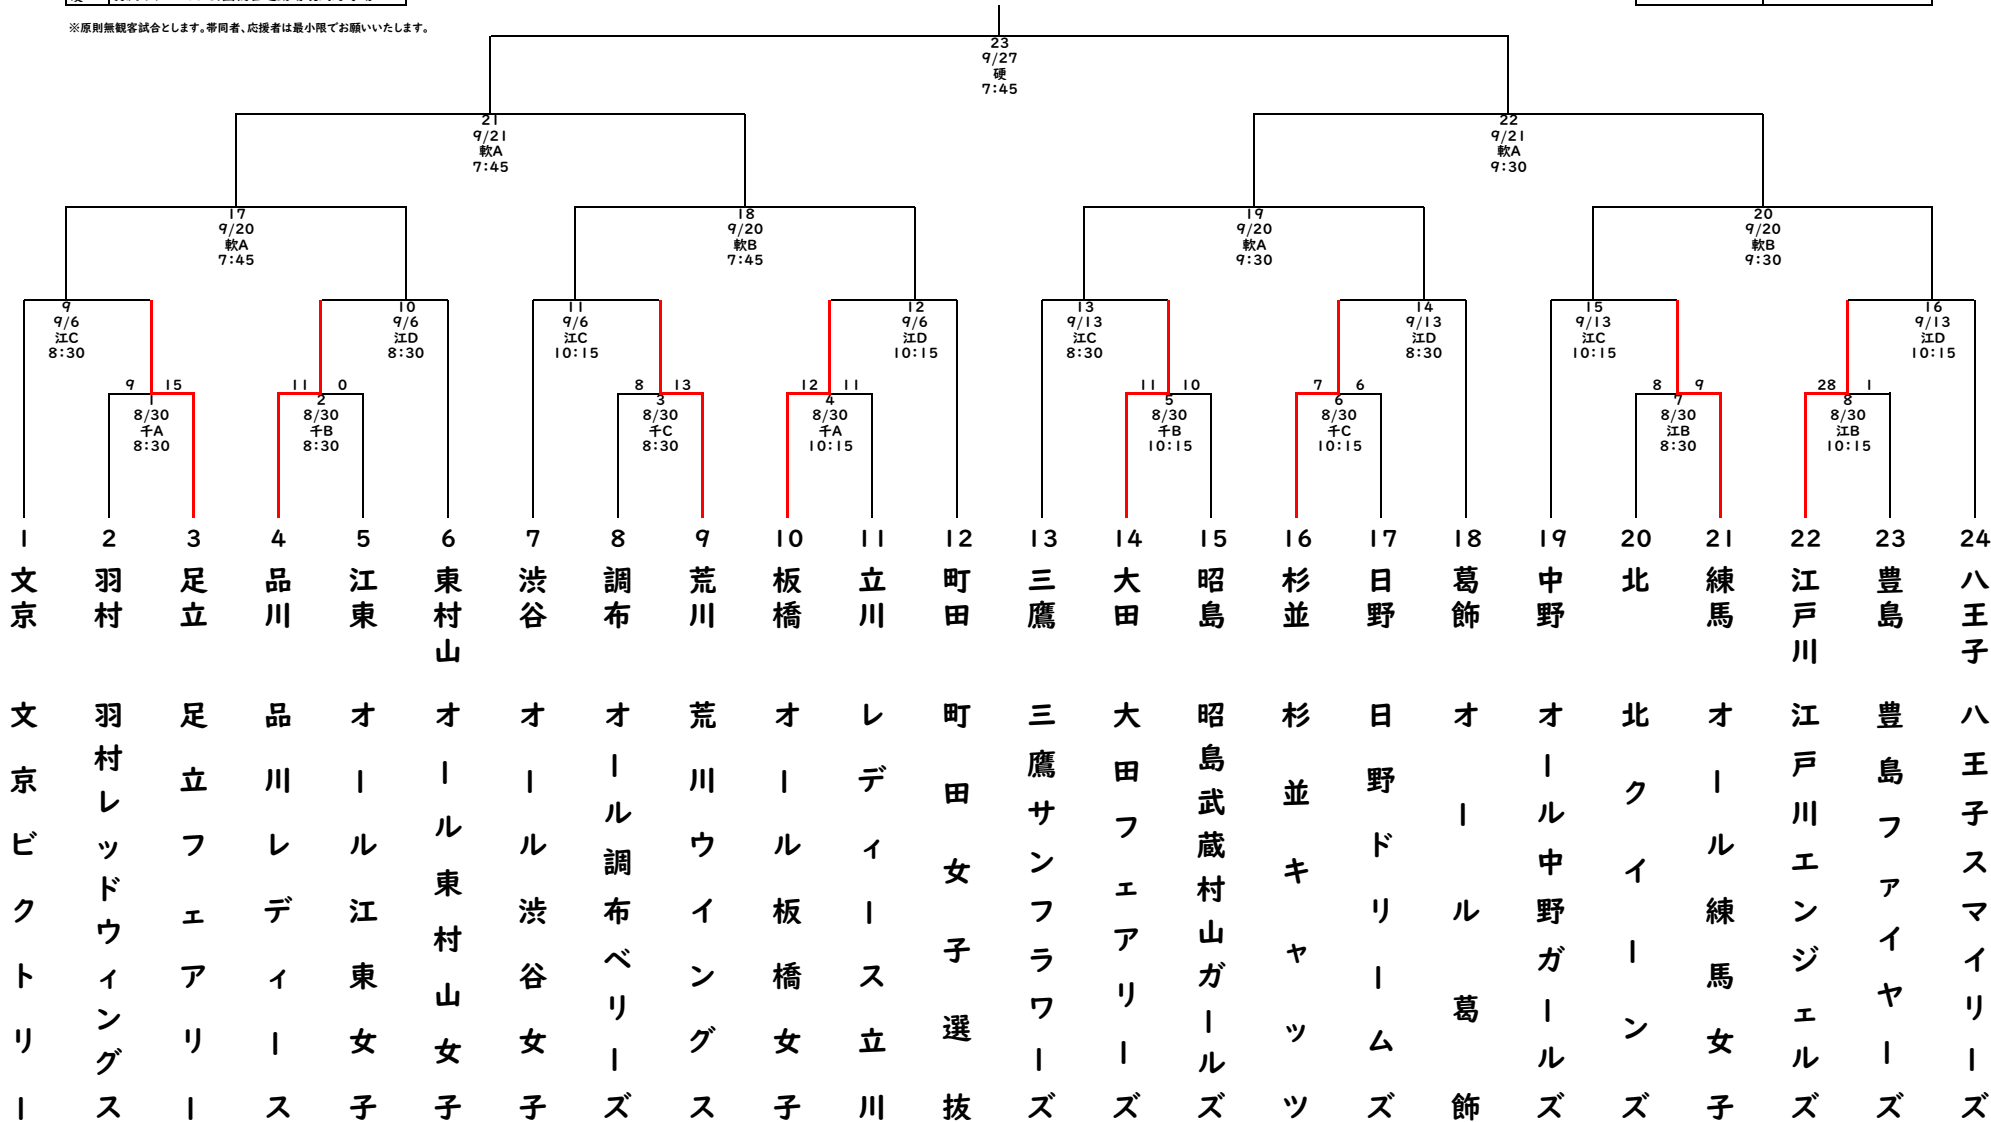 ※原則無観客試合とします。帯同者、応援者は最小限でお願いいたします。
23
9/27
硬
7:45
21
9/21
軟A
7:45
22
9/21
軟A
9:30
17
9/20
軟A
7:45
18
9/20
軟B
7:45
19
9/20
軟A
9:30
20
9/20
軟B
9:30
9
9/6
江C
8:30
10
9/6
江D
8:30
11
9/6
江C
10:15
12
9/6
江D
10:15
13
9/13
江C
8:30
14
9/13
江D
8:30
15
9/13
江C
10:15
16
9/13
江D
10:15
9 15
1
8/30
千A
8:30
11 0
2
8/30
千B
8:30
8 13
3
8/30
千C
8:30
12 11
4
8/30
千A
10:15
11 10
5
8/30
千B
10:15
7 6
6
8/30
千C
10:15
8 9
7
8/30
江B
8:30
28 1
8
8/30
江B
10:15
1 2 3 4 5 6 7 8 9 10 11 12 13 14 15 16 17 18 19 20 21 22 23 24
文京
羽村
足立
品川
江東
東村山
渋谷
調布
荒川
板橋
立川
町田
三鷹
大田
昭島
杉並
日野
葛飾
中野
北
練馬
江戸川
豊島
八王子
文京ビクトリー
羽村レッドウィングス
足立フェアリー
品川レディース
オール江東女子
オール東村山女子
オール渋谷女子
オール調布ベリーズ
荒川ウイングス
オール板橋女子
レディース立川
町田女子選抜
三鷹サンフラワーズ
大田フェアリーズ
昭島武蔵村山ガールズ
杉並キャッツ
日野ドリームズ
オール葛飾
オール中野ガールズ
北クイーンズ
オール練馬女子
江戸川エンジェルズ
豊島ファイヤーズ
八王子スマイリーズ